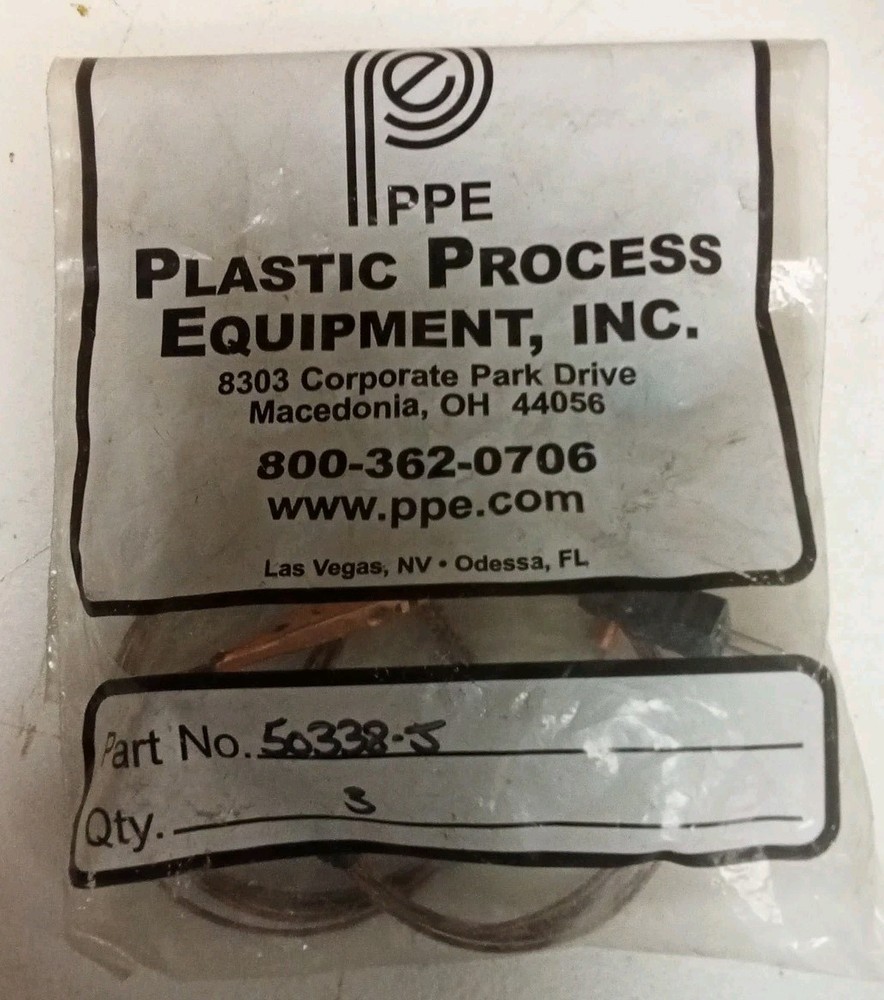 e
PPE
PLASTIC PROCESS
EQUIPMENT, INC.
8303 Corporate Park Drive
Macedonia, OH 44056
800-362-0706
www.ppe.com
Las Vegas, NV • Odessa, FL
Part No. 50338-J
Qty. 3